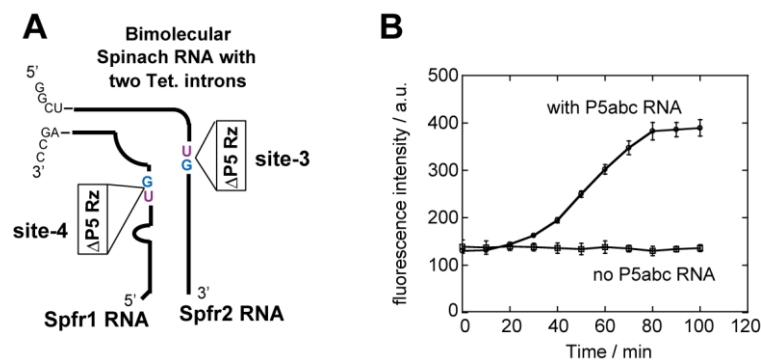 A
Bimolecular
Spinach RNA with
two Tet. introns
5'
G
G
CU
GA
C
C
3'
U
G
ΔP5 Rz
site-3
G
U
ΔP5 Rz
site-4
5'
3'
Spfr1 RNA
Spfr2 RNA
B
fluorescence intensity / a.u.
500
400
300
200
100
0
with P5abc RNA
no P5abc RNA
0 20 40 60 80 100 120
Time / min